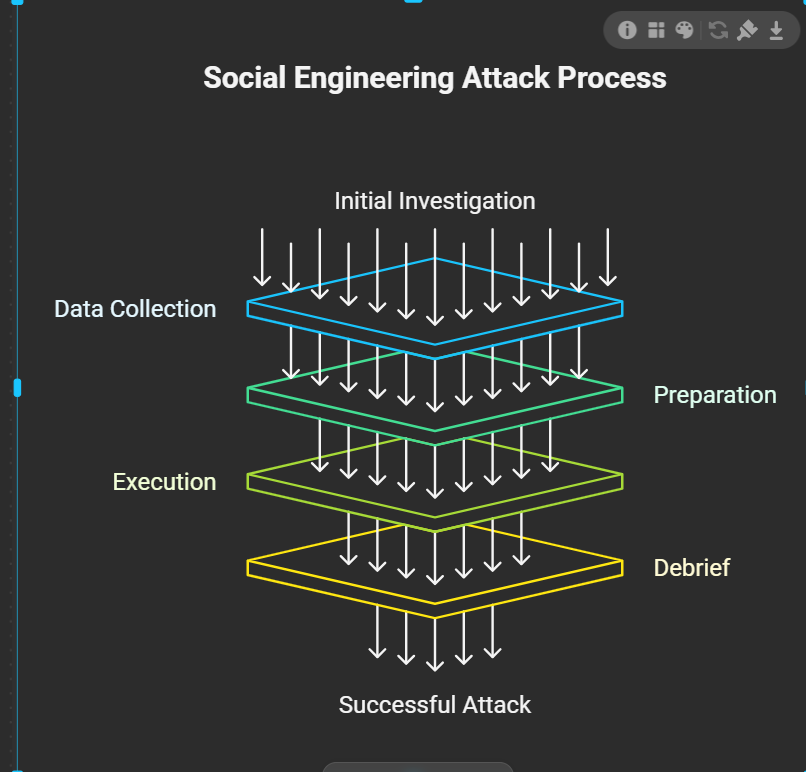 Social Engineering Attack Process
Initial Investigation
Data Collection
Preparation
Execution
Debrief
Successful Attack